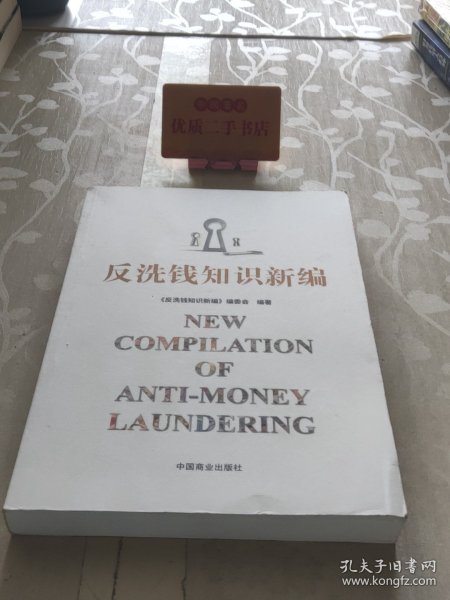 优质二手书店
反洗钱知识新编
《反洗钱知识新编》编委会 编著
NEW
COMPILATION
OF
ANTI-MONEY
LAUNDERING
中国商业出版社
孔夫子旧书网
www.kongfz.com